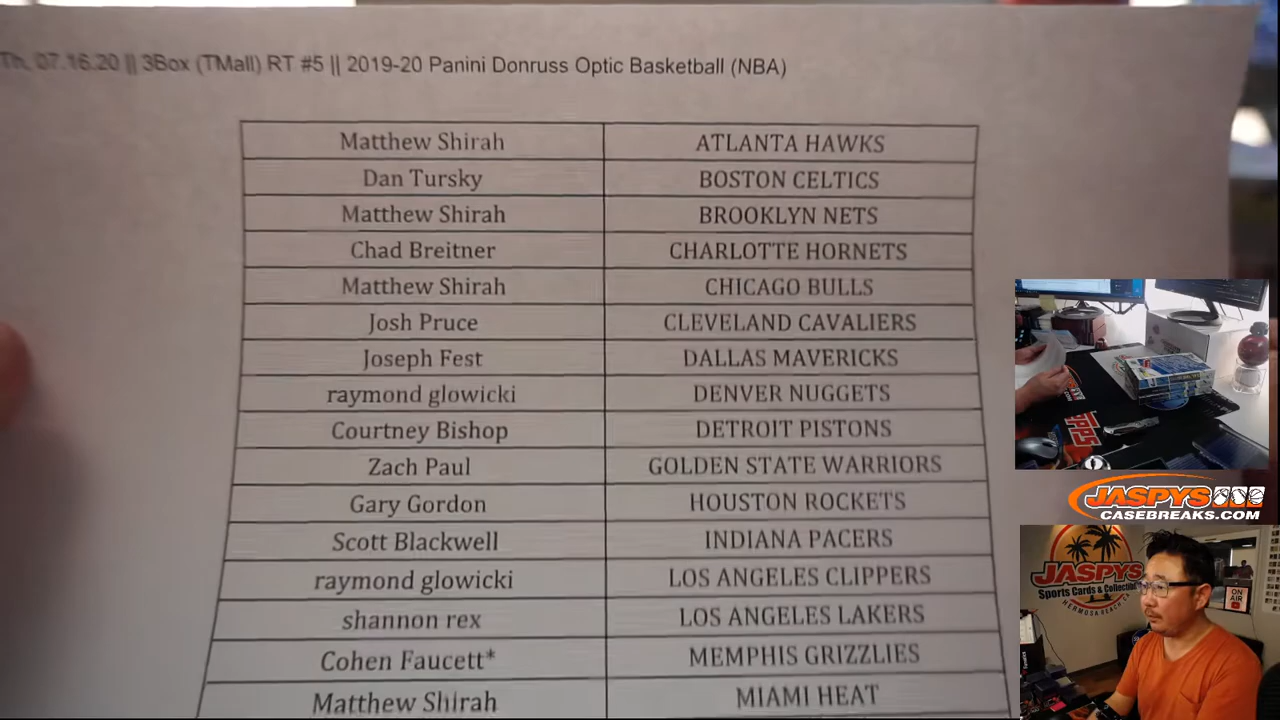 Th, 07.16.20 || 3Box (TMall) RT #5 || 2019-20 Panini Donruss Optic Basketball (NBA)
Matthew Shirah ATLANTA HAWKS
Dan Tursky BOSTON CELTICS
Matthew Shirah BROOKLYN NETS
Chad Breitner CHARLOTTE HORNETS
Matthew Shirah CHICAGO BULLS
Josh Pruce CLEVELAND CAVALIERS
Joseph Fest DALLAS MAVERICKS
raymond glowicki DENVER NUGGETS
Courtney Bishop DETROIT PISTONS
Zach Paul GOLDEN STATE WARRIORS
Gary Gordon HOUSTON ROCKETS
Scott Blackwell INDIANA PACERS
raymond glowicki LOS ANGELES CLIPPERS
shannon rex LOS ANGELES LAKERS
Cohen Faucett* MEMPHIS GRIZZLIES
Matthew Shirah MIAMI HEAT
JASPYS
CASEBREAKS.COM
JASPYS
Sports Cards & Collectibles
HERMOSA BEACH
ON AIR